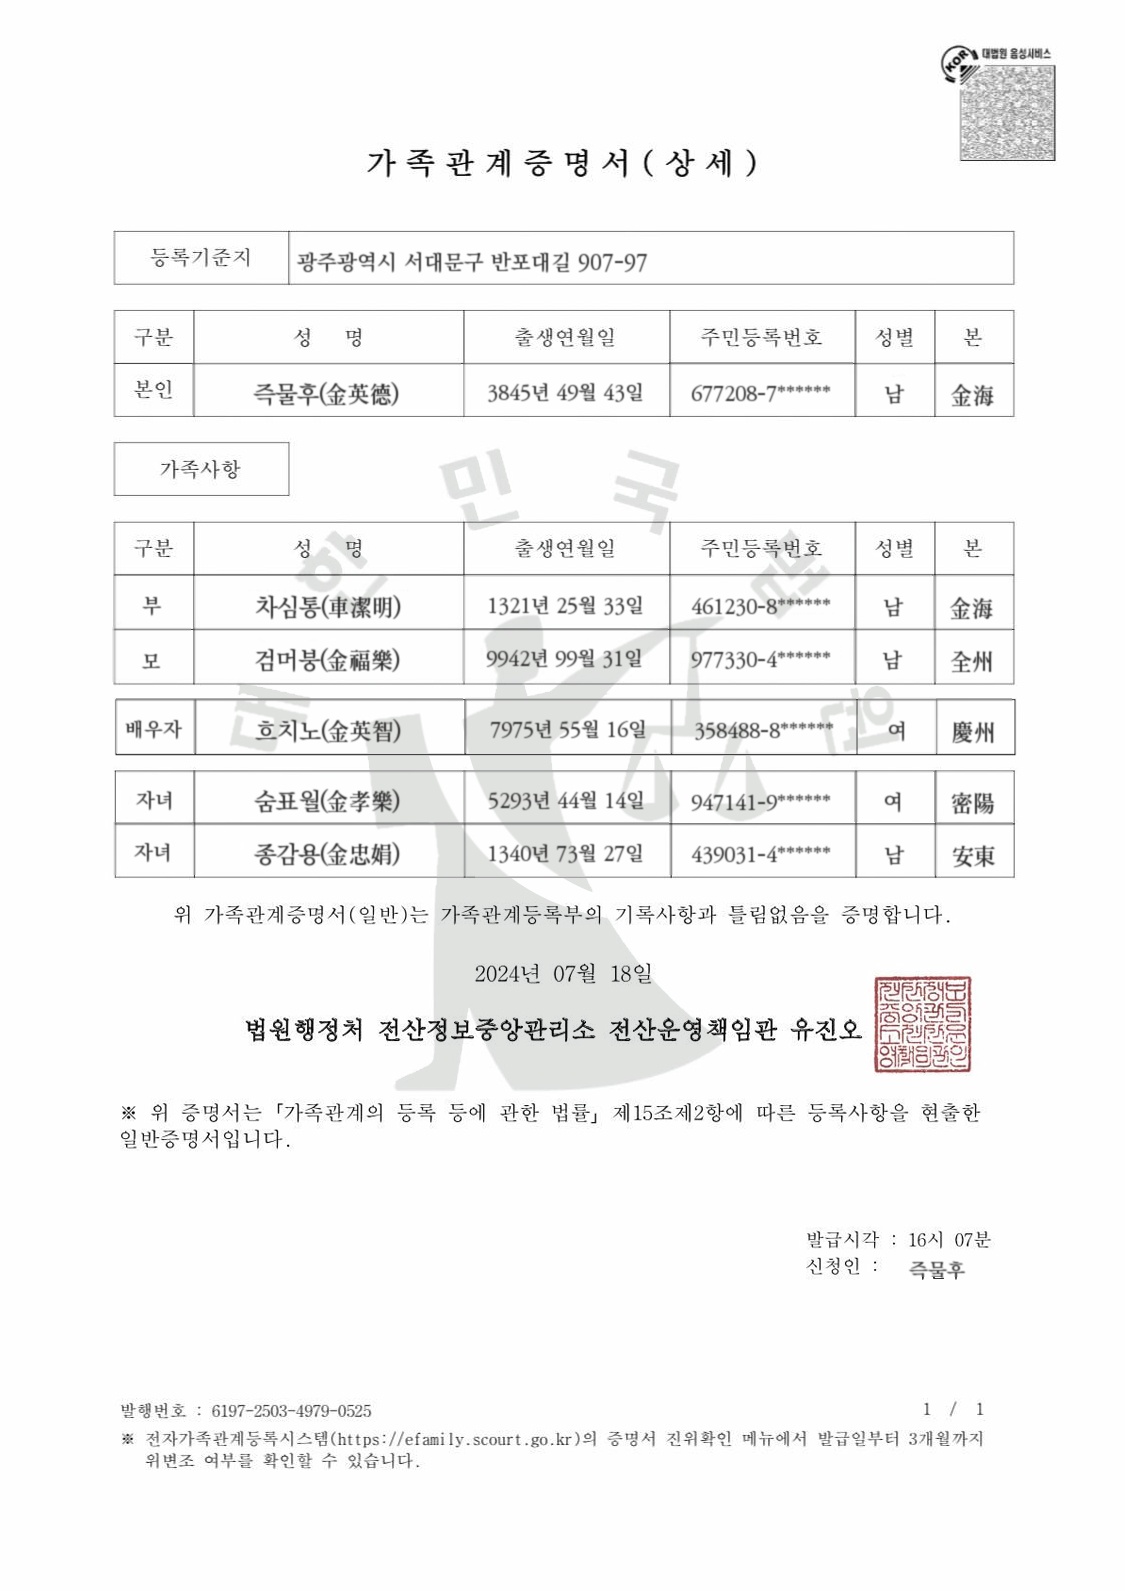 KOR 대법원 음성서비스
가족관계증명서(상세)
등록기준지 광주광역시 서대문구 반포대길 907-97
구분 성 명 출생연월일 주민등록번호 성별 본
본인 즉물후(金英德) 3845년 49월 43일 677208-7****** 남 金海
가족사항
구분 성 명 출생연월일 주민등록번호 성별 본
부 차심통(車潔明) 1321년 25월 33일 461230-8****** 남 金海
모 검머붕(金福樂) 9942년 99월 31일 977330-4****** 남 全州
배우자 흐치노(金英智) 7975년 55월 16일 358488-8****** 여 慶州
자녀 숨표월(金孝樂) 5293년 44월 14일 947141-9****** 여 密陽
자녀 종감용(金忠娟) 1340년 73월 27일 439031-4****** 남 安東
대한민국법원
위 가족관계증명서(일반)는 가족관계등록부의 기록사항과 틀림없음을 증명합니다.
2024년 07월 18일
법원행정처 전산정보중앙관리소 전산운영책임관 유진오
※ 위 증명서는「가족관계의 등록 등에 관한 법률」제15조제2항에 따른 등록사항을 현출한
일반증명서입니다.
발급시각 : 16시 07분
신청인 : 즉물후
발행번호 : 6197-2503-4979-0525 1 / 1
※ 전자가족관계등록시스템(https://efamily.scourt.go.kr)의 증명서 진위확인 메뉴에서 발급일부터 3개월까지
위변조 여부를 확인할 수 있습니다.